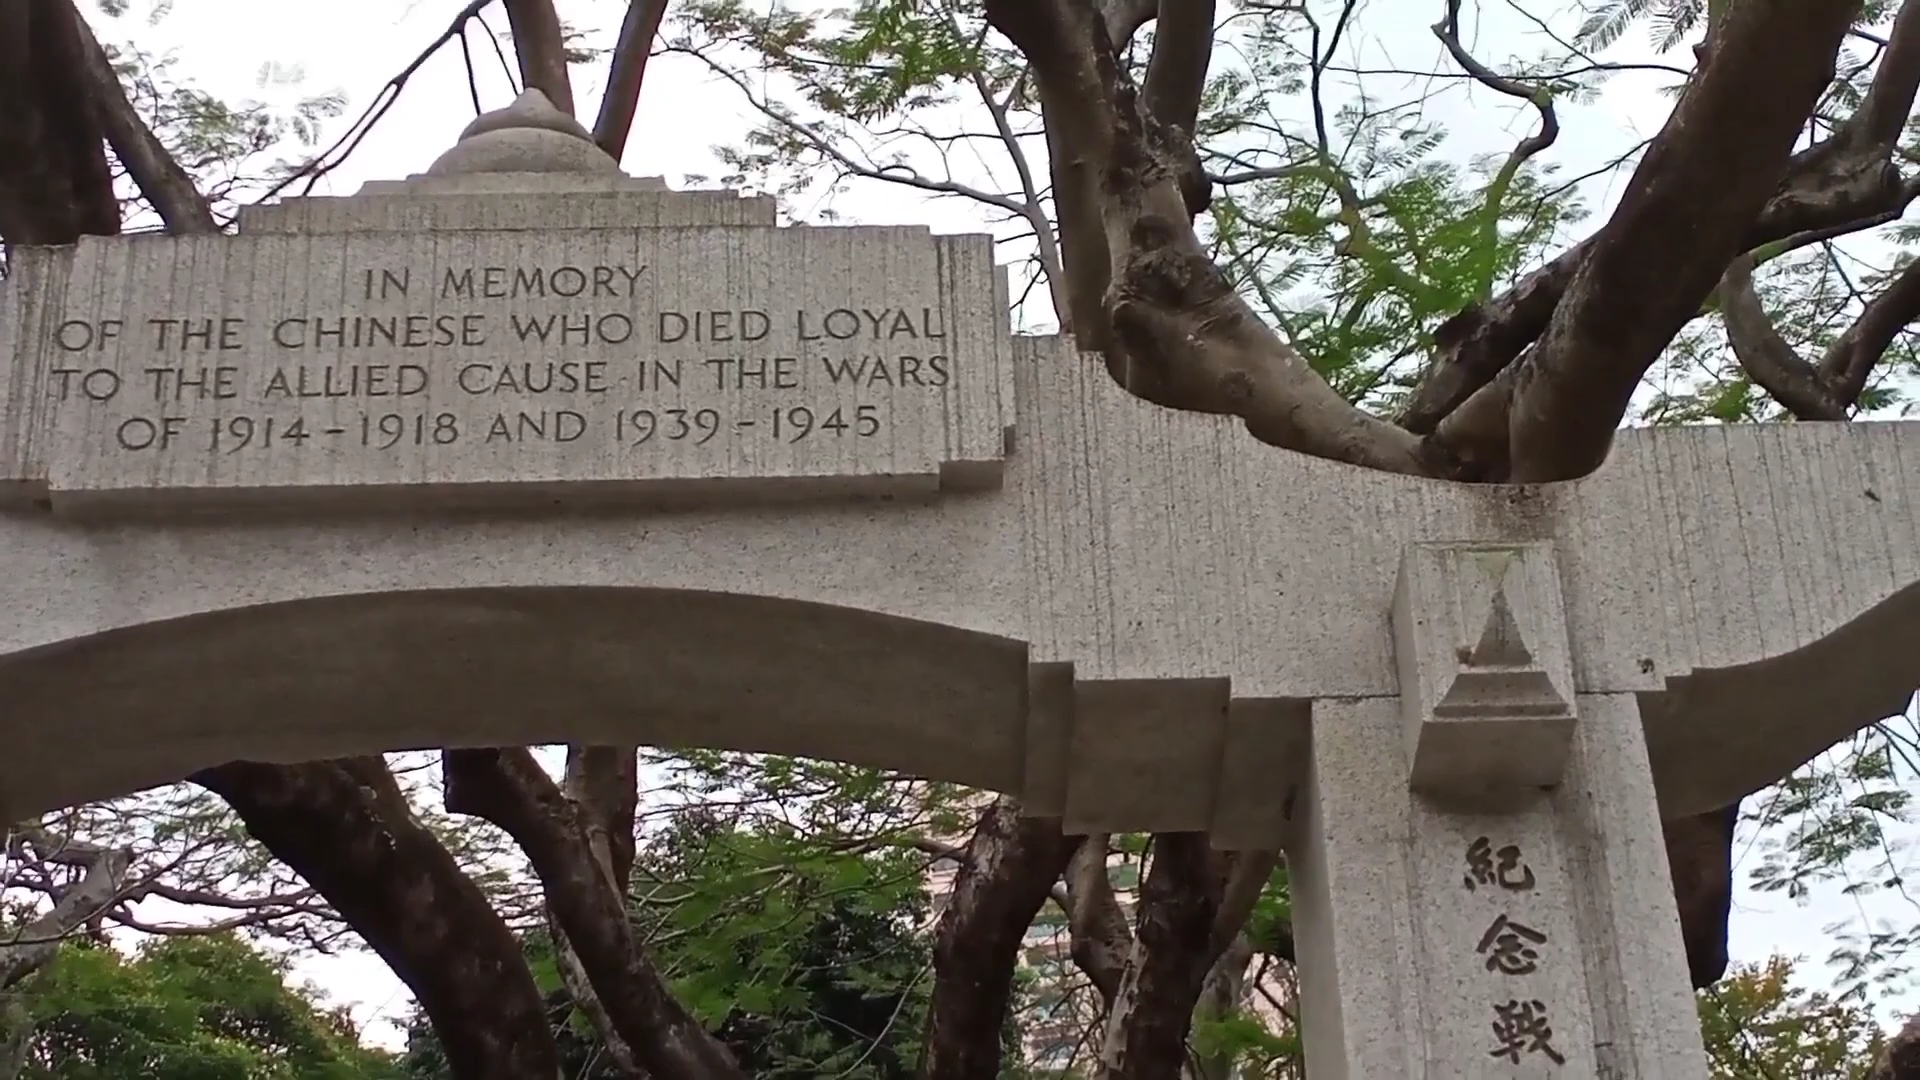 IN MEMORY
OF THE CHINESE WHO DIED LOYAL
TO THE ALLIED CAUSE IN THE WARS
OF 1914-1918 AND 1939-1945
紀念戰